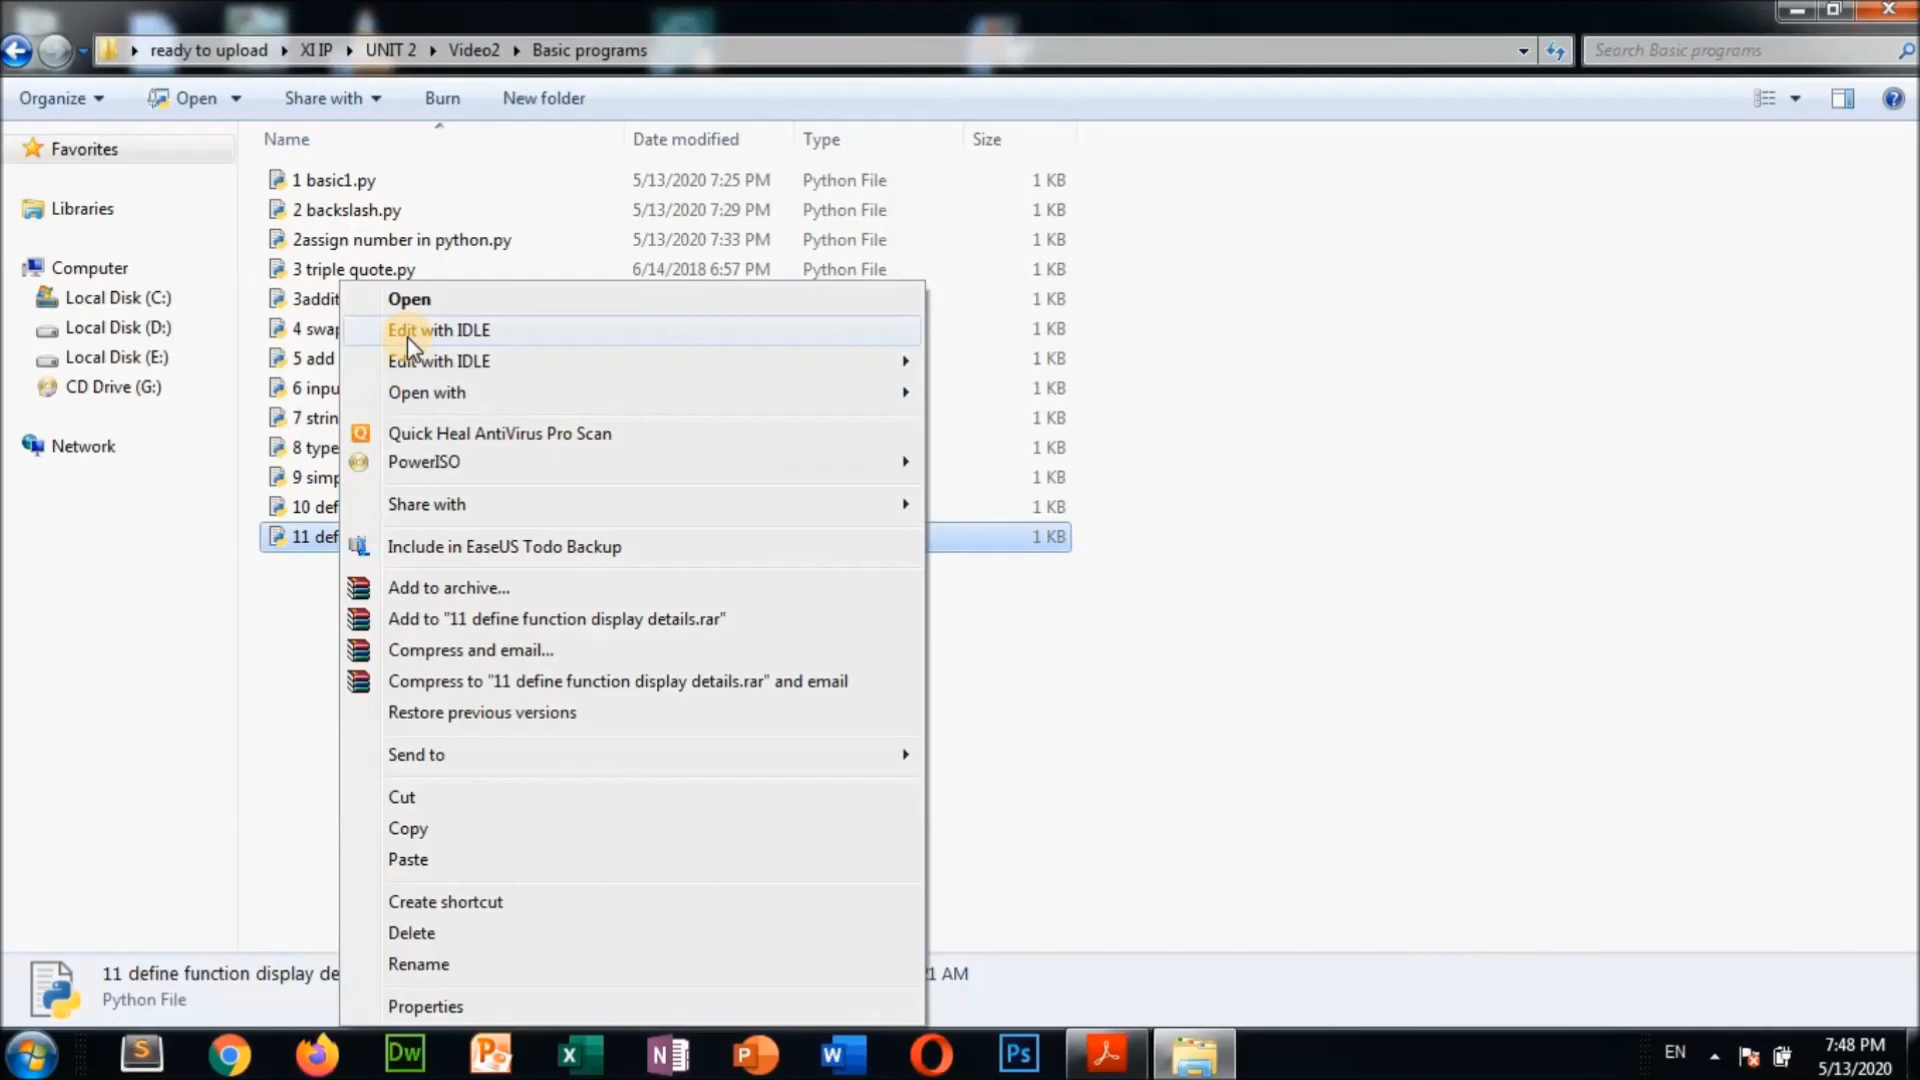 ready to upload XI IP UNIT 2 Video2 Basic programs Search Basic programs
Organize Open Share with Burn New folder
Name Date modified Type Size
Favorites
Libraries
Computer
Local Disk (C:)
Local Disk (D:)
Local Disk (E:)
CD Drive (G:)
Network
1 basic1.py 5/13/2020 7:25 PM Python File 1 KB
2 backslash.py 5/13/2020 7:29 PM Python File 1 KB
2assign number in python.py 5/13/2020 7:33 PM Python File 1 KB
3 triple quote.py 6/14/2018 6:57 PM Python File 1 KB
3addit 1 KB
4 swap 1 KB
5 add 1 KB
6 inpu 1 KB
7 strin 1 KB
8 type 1 KB
9 simp 1 KB
10 def 1 KB
11 def 1 KB
Open
Edit with IDLE
Edit with IDLE
Open with
Quick Heal AntiVirus Pro Scan
PowerISO
Share with
Include in EaseUS Todo Backup
Add to archive...
Add to "11 define function display details.rar"
Compress and email...
Compress to "11 define function display details.rar" and email
Restore previous versions
Send to
Cut
Copy
Paste
Create shortcut
Delete
Rename
Properties
11 define function display de 1 AM
Python File
S Dw P X N P W Ps
EN 7:48 PM
5/13/2020